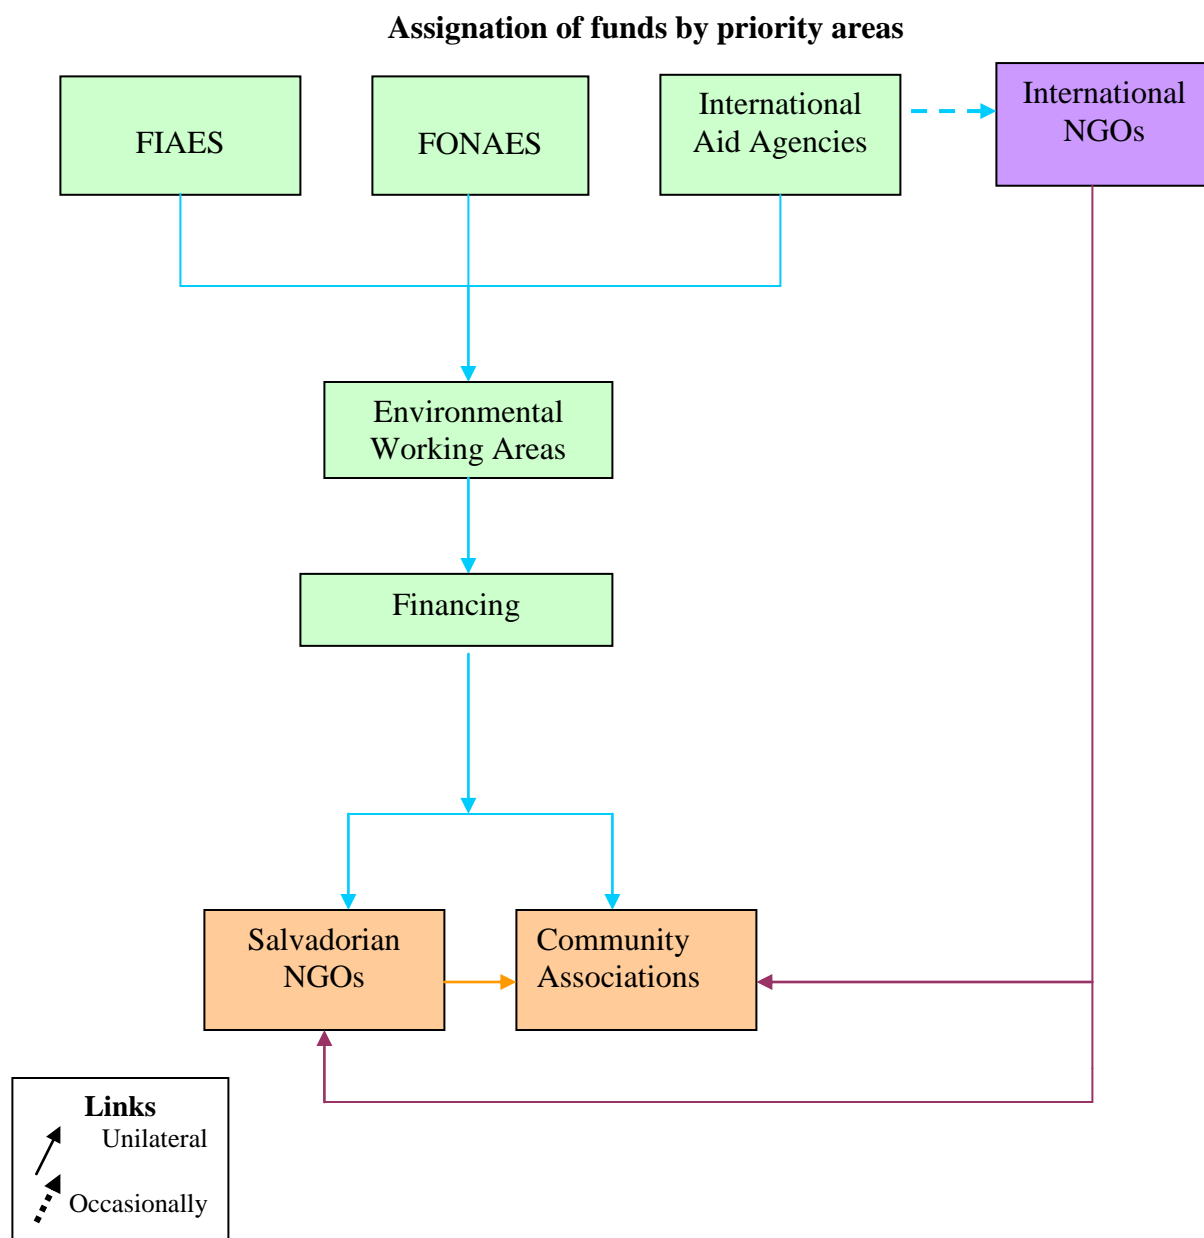 Assignation of funds by priority areas
FIAES
FONAES
International
Aid Agencies
International
NGOs
Environmental
Working Areas
Financing
Salvadorian
NGOs
Community
Associations
Links
Unilateral
Occasionally